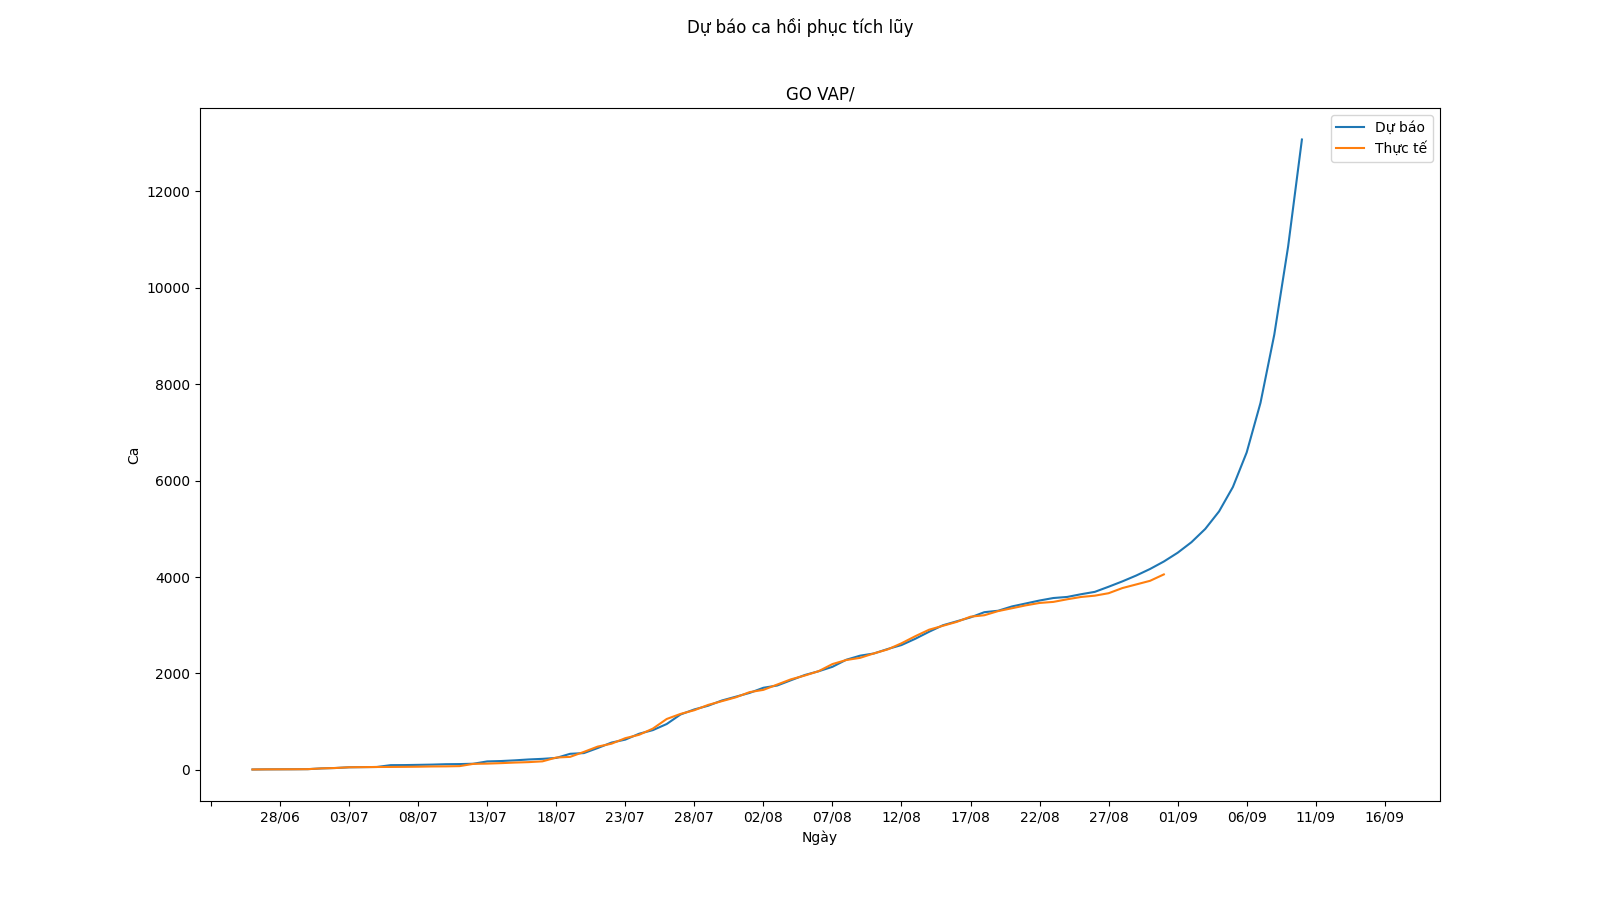 Dự báo ca hồi phục tích lũy
GO VAP/
Dự báo
Thực tế
12000
10000
8000
6000
4000
2000
0
Ca
28/06 03/07 08/07 13/07 18/07 23/07 28/07 02/08 07/08 12/08 17/08 22/08 27/08 01/09 06/09 11/09 16/09
Ngày